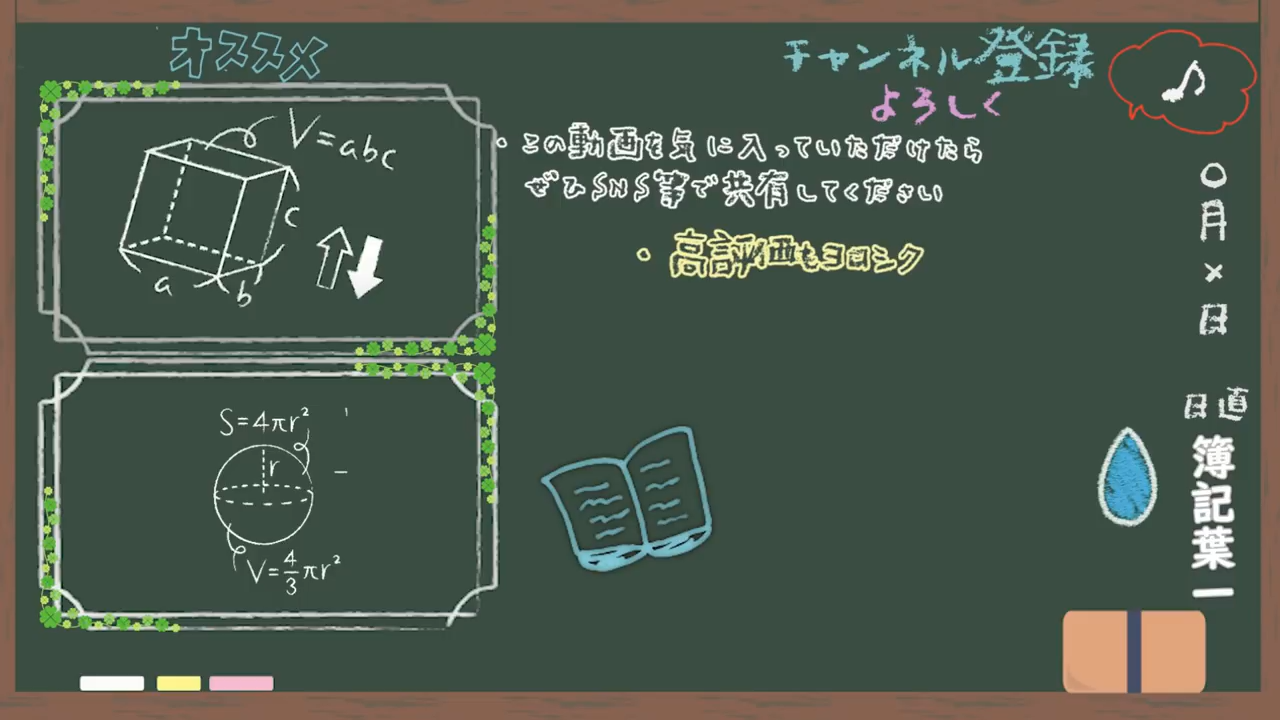 オススメ
V=abc
c
a
b
S=4πr²
r
V=4/3πr²
チャンネル登録
よろしく
・この動画を気に入っていただけたら
ぜひSNS等で共有してください
・高評価もヨロシク
♪
〇月×日
日直
簿記葉一